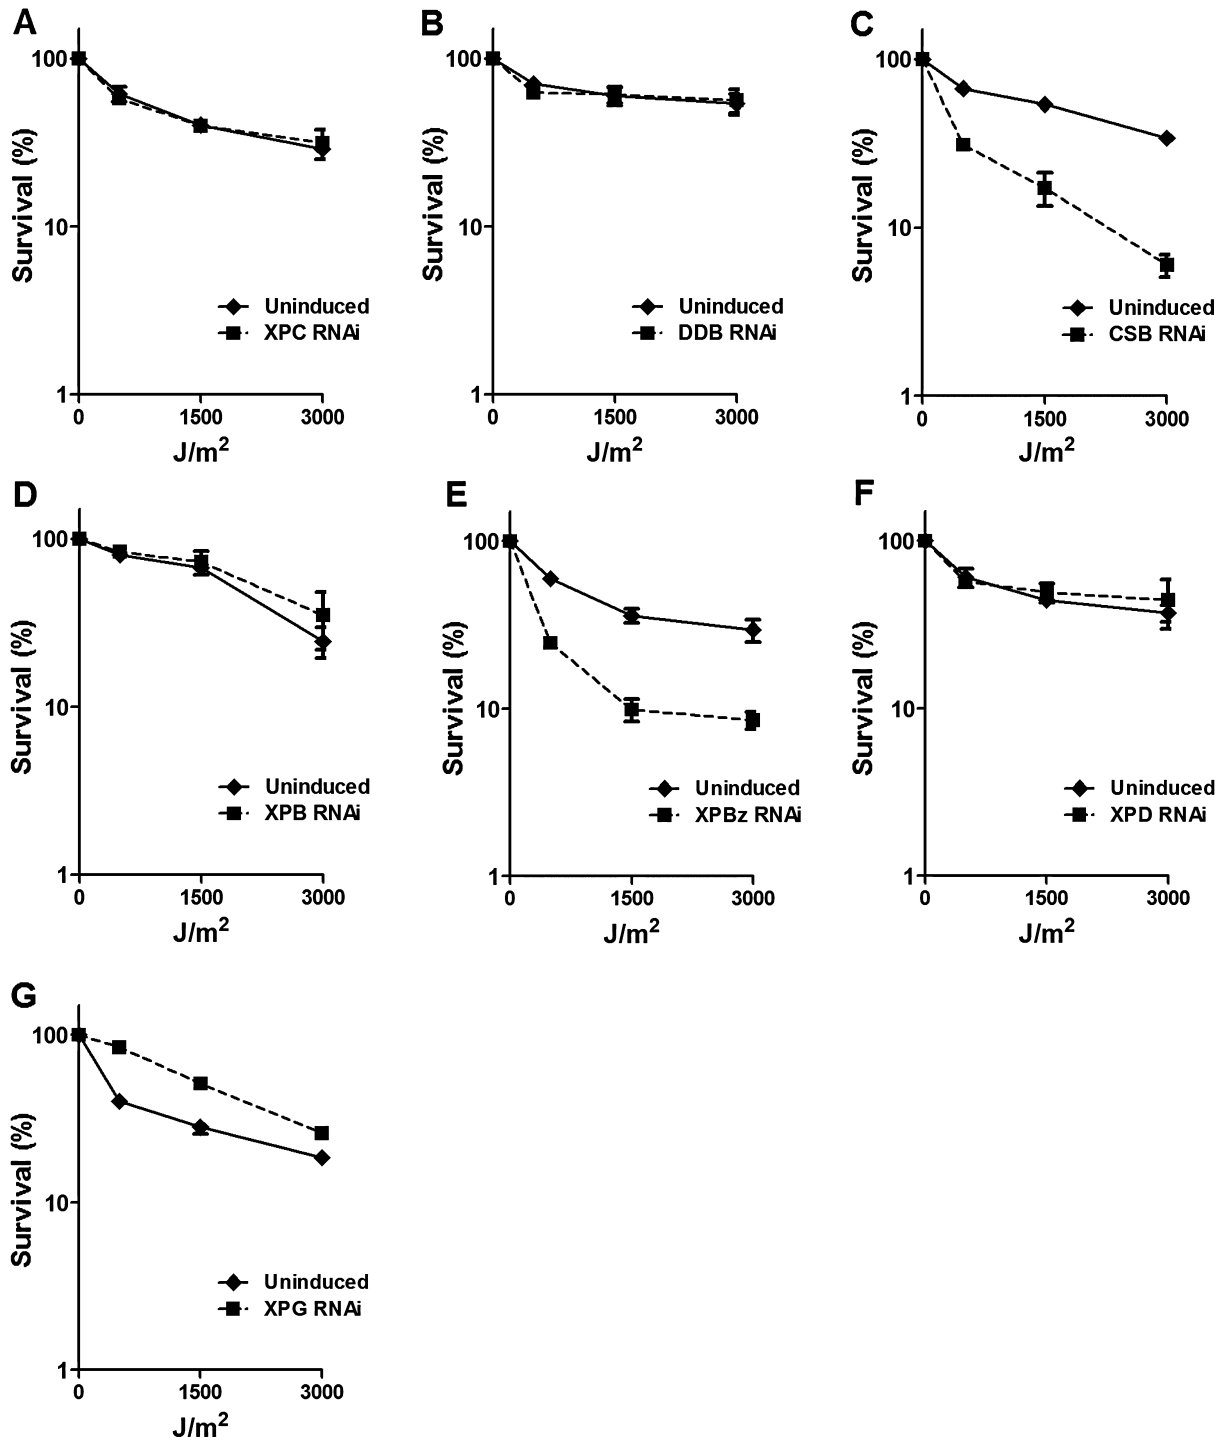 A
Survival (%)
100
10
1
Uninduced
XPC RNAi
0 1500 3000
J/m2
B
Survival (%)
100
10
1
Uninduced
DDB RNAi
0 1500 3000
J/m2
C
Survival (%)
100
10
1
Uninduced
CSB RNAi
0 1500 3000
J/m2
D
Survival (%)
100
10
1
Uninduced
XPB RNAi
0 1500 3000
J/m2
E
Survival (%)
100
10
1
Uninduced
XPBz RNAi
0 1500 3000
J/m2
F
Survival (%)
100
10
1
Uninduced
XPD RNAi
0 1500 3000
J/m2
G
Survival (%)
100
10
1
Uninduced
XPG RNAi
0 1500 3000
J/m2